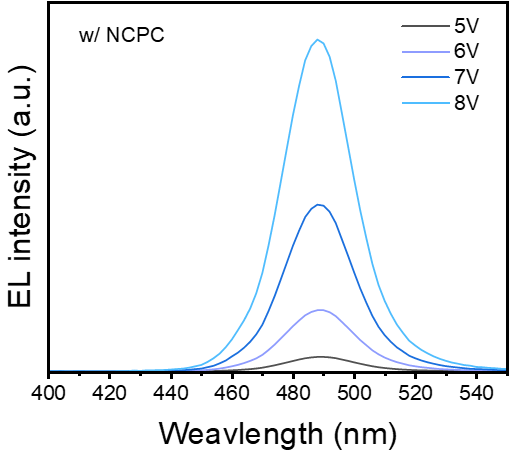 w/ NCPC
5V
6V
7V
8V
EL intensity (a.u.)
400 420 440 460 480 500 520 540
Weavlength (nm)